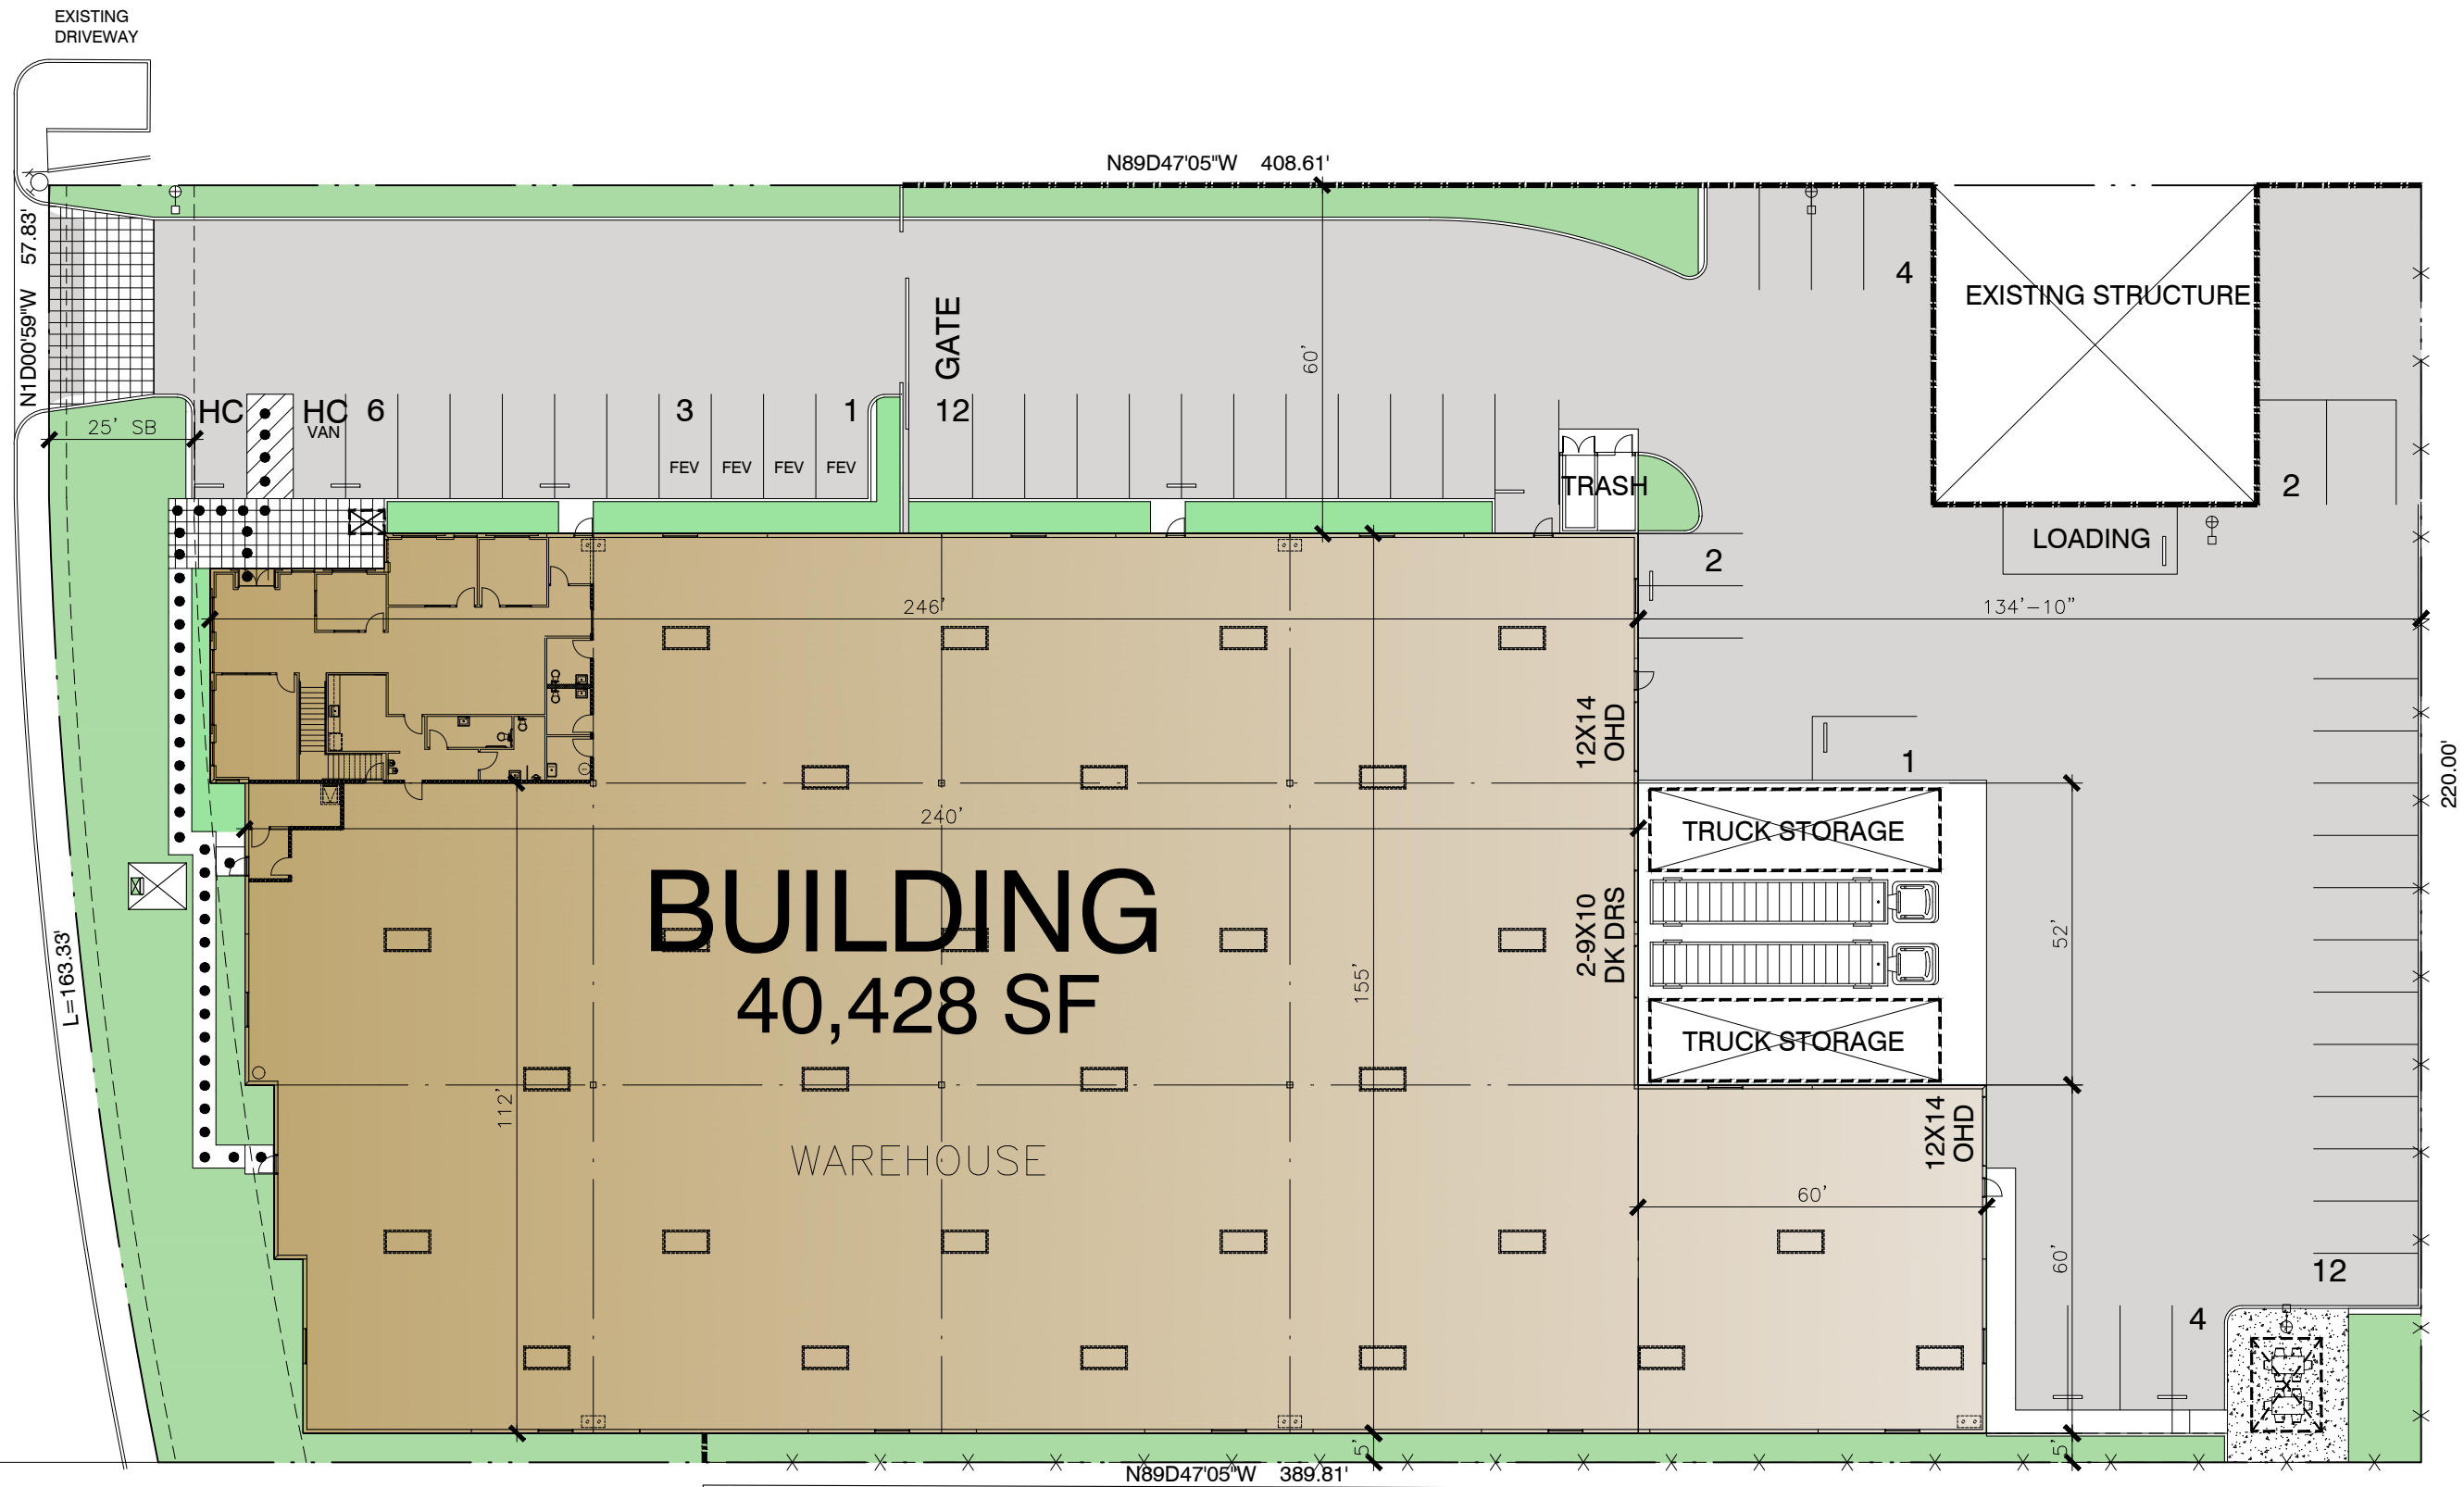 EXISTING
DRIVEWAY
N89D47'05"W 408.61'
N1D00'59"W 57.83'
25' SB
HC
HC
VAN
6
3
1
FEV
FEV
FEV
FEV
GATE
12
60'
4
EXISTING STRUCTURE
2
TRASH
LOADING
2
246'
134'-10"
12X14
OHD
1
220.00'
240'
TRUCK STORAGE
BUILDING
40,428 SF
2-9X10
DK DRS
52'
L=163.33'
155'
TRUCK STORAGE
112'
WAREHOUSE
12X14
OHD
60'
60'
12
4
5'
5'
N89D47'05"W 389.81'